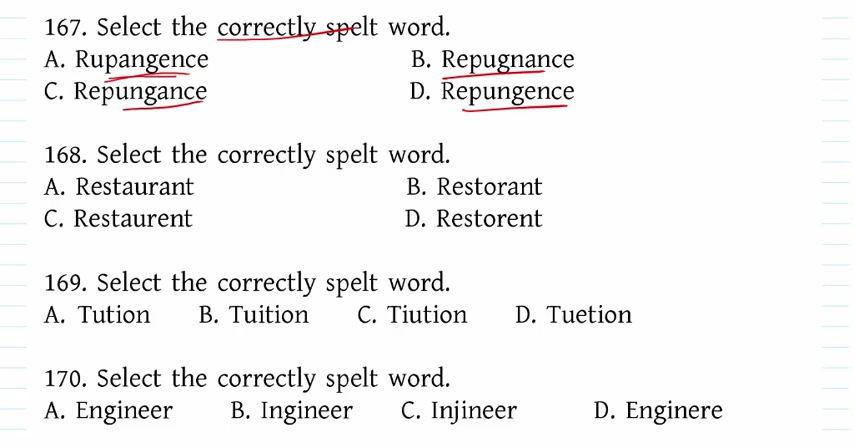 167. Select the correctly spelt word.
A. Rupangence B. Repugnance
C. Repungance D. Repungence
168. Select the correctly spelt word.
A. Restaurant B. Restorant
C. Restaurent D. Restorent
169. Select the correctly spelt word.
A. Tution B. Tuition C. Tiution D. Tuetion
170. Select the correctly spelt word.
A. Engineer B. Ingineer C. Injineer D. Enginere